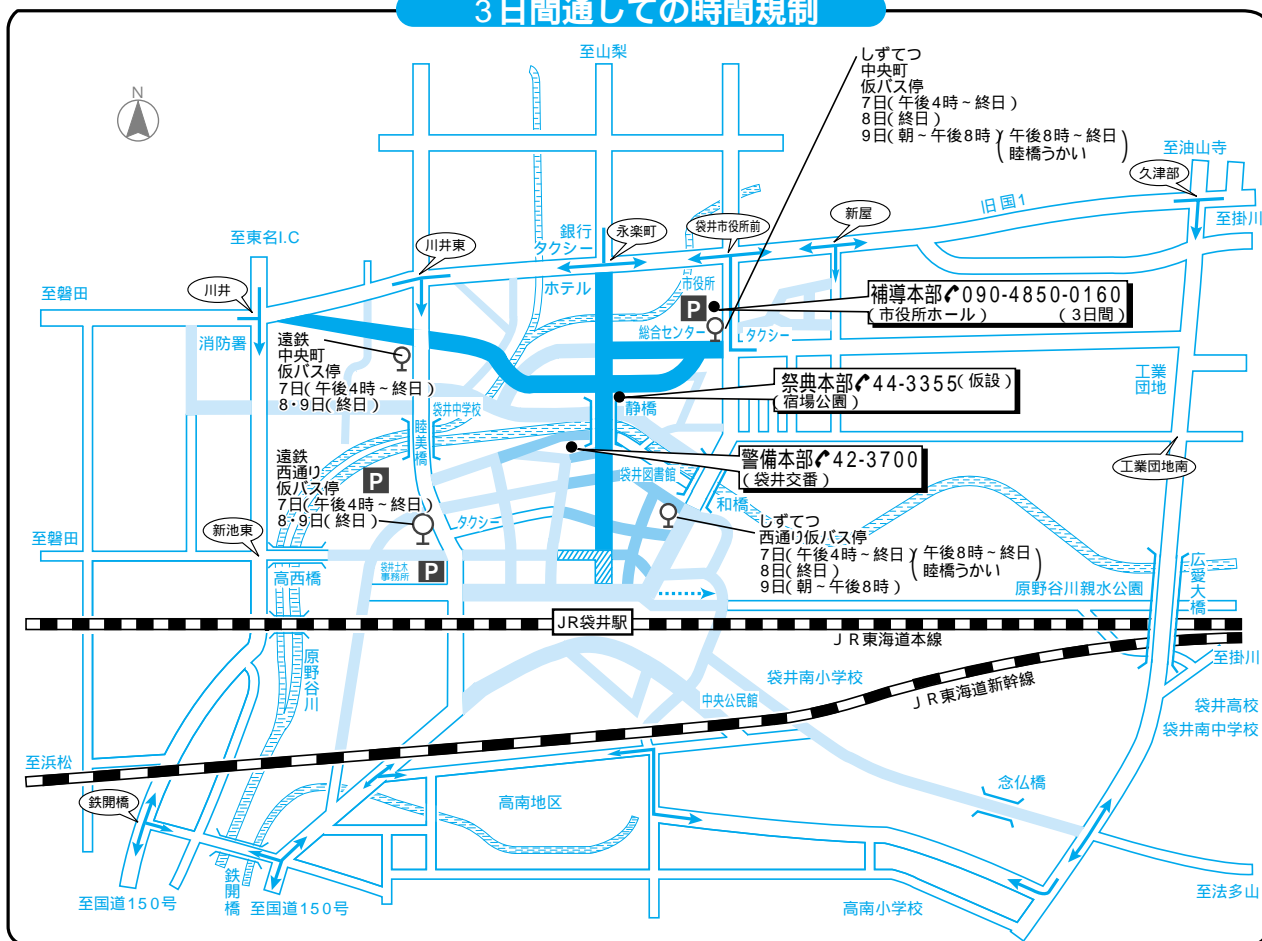 3日間通しての時間規制
至山梨
しずてつ
中央町
仮バス停
7日(午後4時~終日)
8日(終日)
9日(朝~午後8時)(午後8時~終日
睦橋うかい)
N
至油山寺
久津部
旧国1
至掛川
新屋
袋井市役所前
永楽町
銀行
タクシー
ホテル
川井東
至東名I.C
川井
至磐田
消防署
市役所
P
総合センター
タクシー
補導本部090-4850-0160
(市役所ホール) (3日間)
遠鉄
中央町
仮バス停
7日(午後4時~終日)
8・9日(終日)
工業
団地
祭典本部44-3355(仮設)
(宿場公園)
静橋
袋井中学校
睦美橋
警備本部42-3700
(袋井交番)
袋井図書館
和橋
工業団地南
遠鉄
西通り
仮バス停
P
7日(午後4時~終日)
8・9日(終日)
タクシー
しずてつ
西通り仮バス停
7日(午後4時~終日)
8日(終日)
9日(朝~午後8時)
(午後8時~終日
睦橋うかい)
至磐田
新池東
高西橋
袋井土木
事務所
P
原野谷川親水公園
広愛大橋
JR袋井駅
JR東海道本線
原野谷川
袋井南小学校
至掛川
中央公民館
JR東海道新幹線
袋井高校
袋井南中学校
至浜松
鉄開橋
高南地区
念仏橋
至国道150号
鉄開橋
至国道150号
高南小学校
至法多山